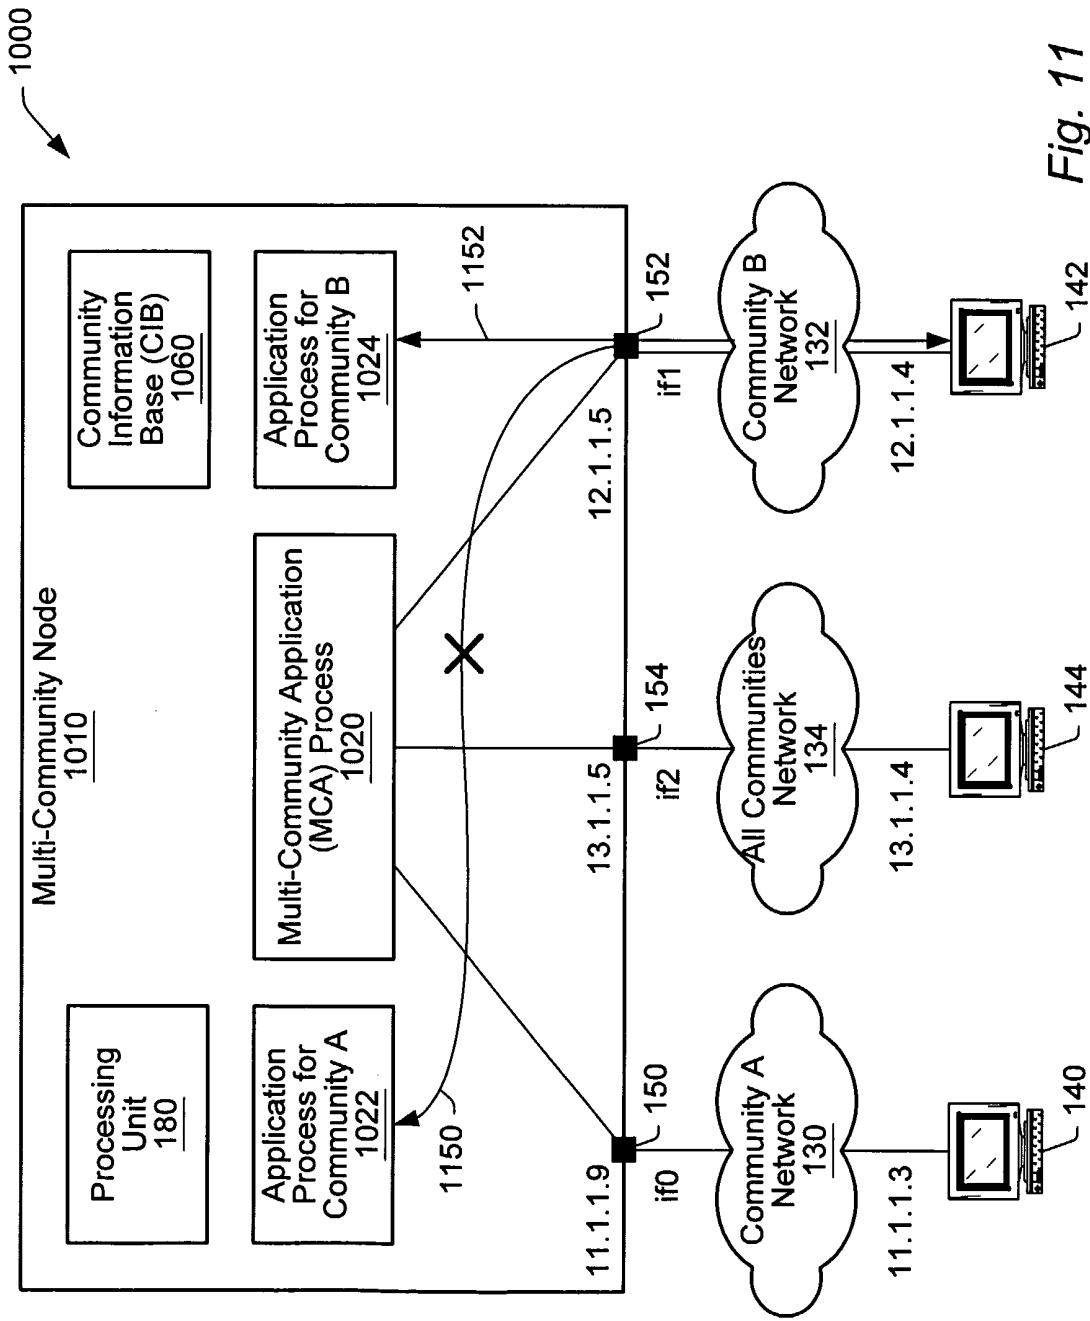 1000
Multi-Community Node
1010
Processing
Unit
180
Community
Information
Base (CIB)
1060
Application
Process for
Community A
1022
Multi-Community Application
(MCA) Process
1020
Application
Process for
Community B
1024
1150
1152
11.1.1.9
150
13.1.1.5
154
12.1.1.5
152
if0
if2
if1
Community A
Network
130
All Communities
Network
134
Community B
Network
132
11.1.1.3
13.1.1.4
12.1.1.4
140
144
142
Fig. 11